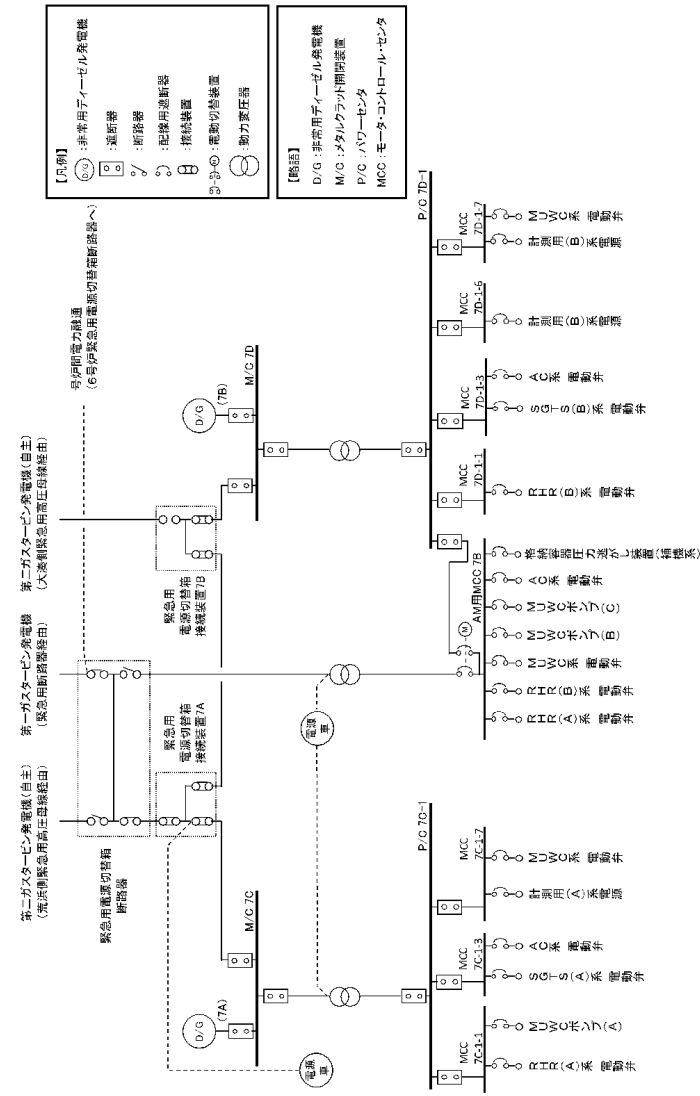 第二ガスタービン発電機(自主)
(荒浜側緊急用高圧母線経由)
第一ガスタービン発電機
(緊急用断路器経由)
第二ガスタービン発電機(自主)
(大湊側緊急用高圧母線経由)
号炉間電力融通
(6号炉緊急用電源切替箱断路器へ)
【凡例】
D/G
:非常用ディーゼル発電機
:遮断器
:断路器
:配線用遮断器
:接続装置
:電動切替装置
M
:動力変圧器
【略語】
D/G:非常用ディーゼル発電機
M/C:メタルクラッド開閉装置
P/C:パワーセンタ
MCC:モータ・コントロール・センタ
緊急用電源切替箱
断路器
緊急用
電源切替箱
接続装置7A
緊急用
電源切替箱
接続装置7B
電源
車
D/G
(7A)
M/C 7C
電源
車
D/G
(7B)
M/C 7D
P/C 7C-1
M
AM用MCC 7B
P/C 7D-1
MCC
7C-1-1
MCC
7C-1-3
MCC
7C-1-7
MCC
7D-1-1
MCC
7D-1-3
MCC
7D-1-6
MCC
7D-1-7
RHR(A)系 電動弁
MUWCポンプ(A)
SGTS(A)系 電動弁
AC系 電動弁
計測用(A)系電源
MUWC系 電動弁
RHR(A)系 電動弁
RHR(B)系 電動弁
MUWC系 電動弁
MUWCポンプ(B)
MUWCポンプ(C)
AC系 電動弁
格納容器圧力逃がし装置(補機系)
RHR(B)系 電動弁
SGTS(B)系 電動弁
AC系 電動弁
計測用(B)系電源
計測用(B)系電源
MUWC系 電動弁